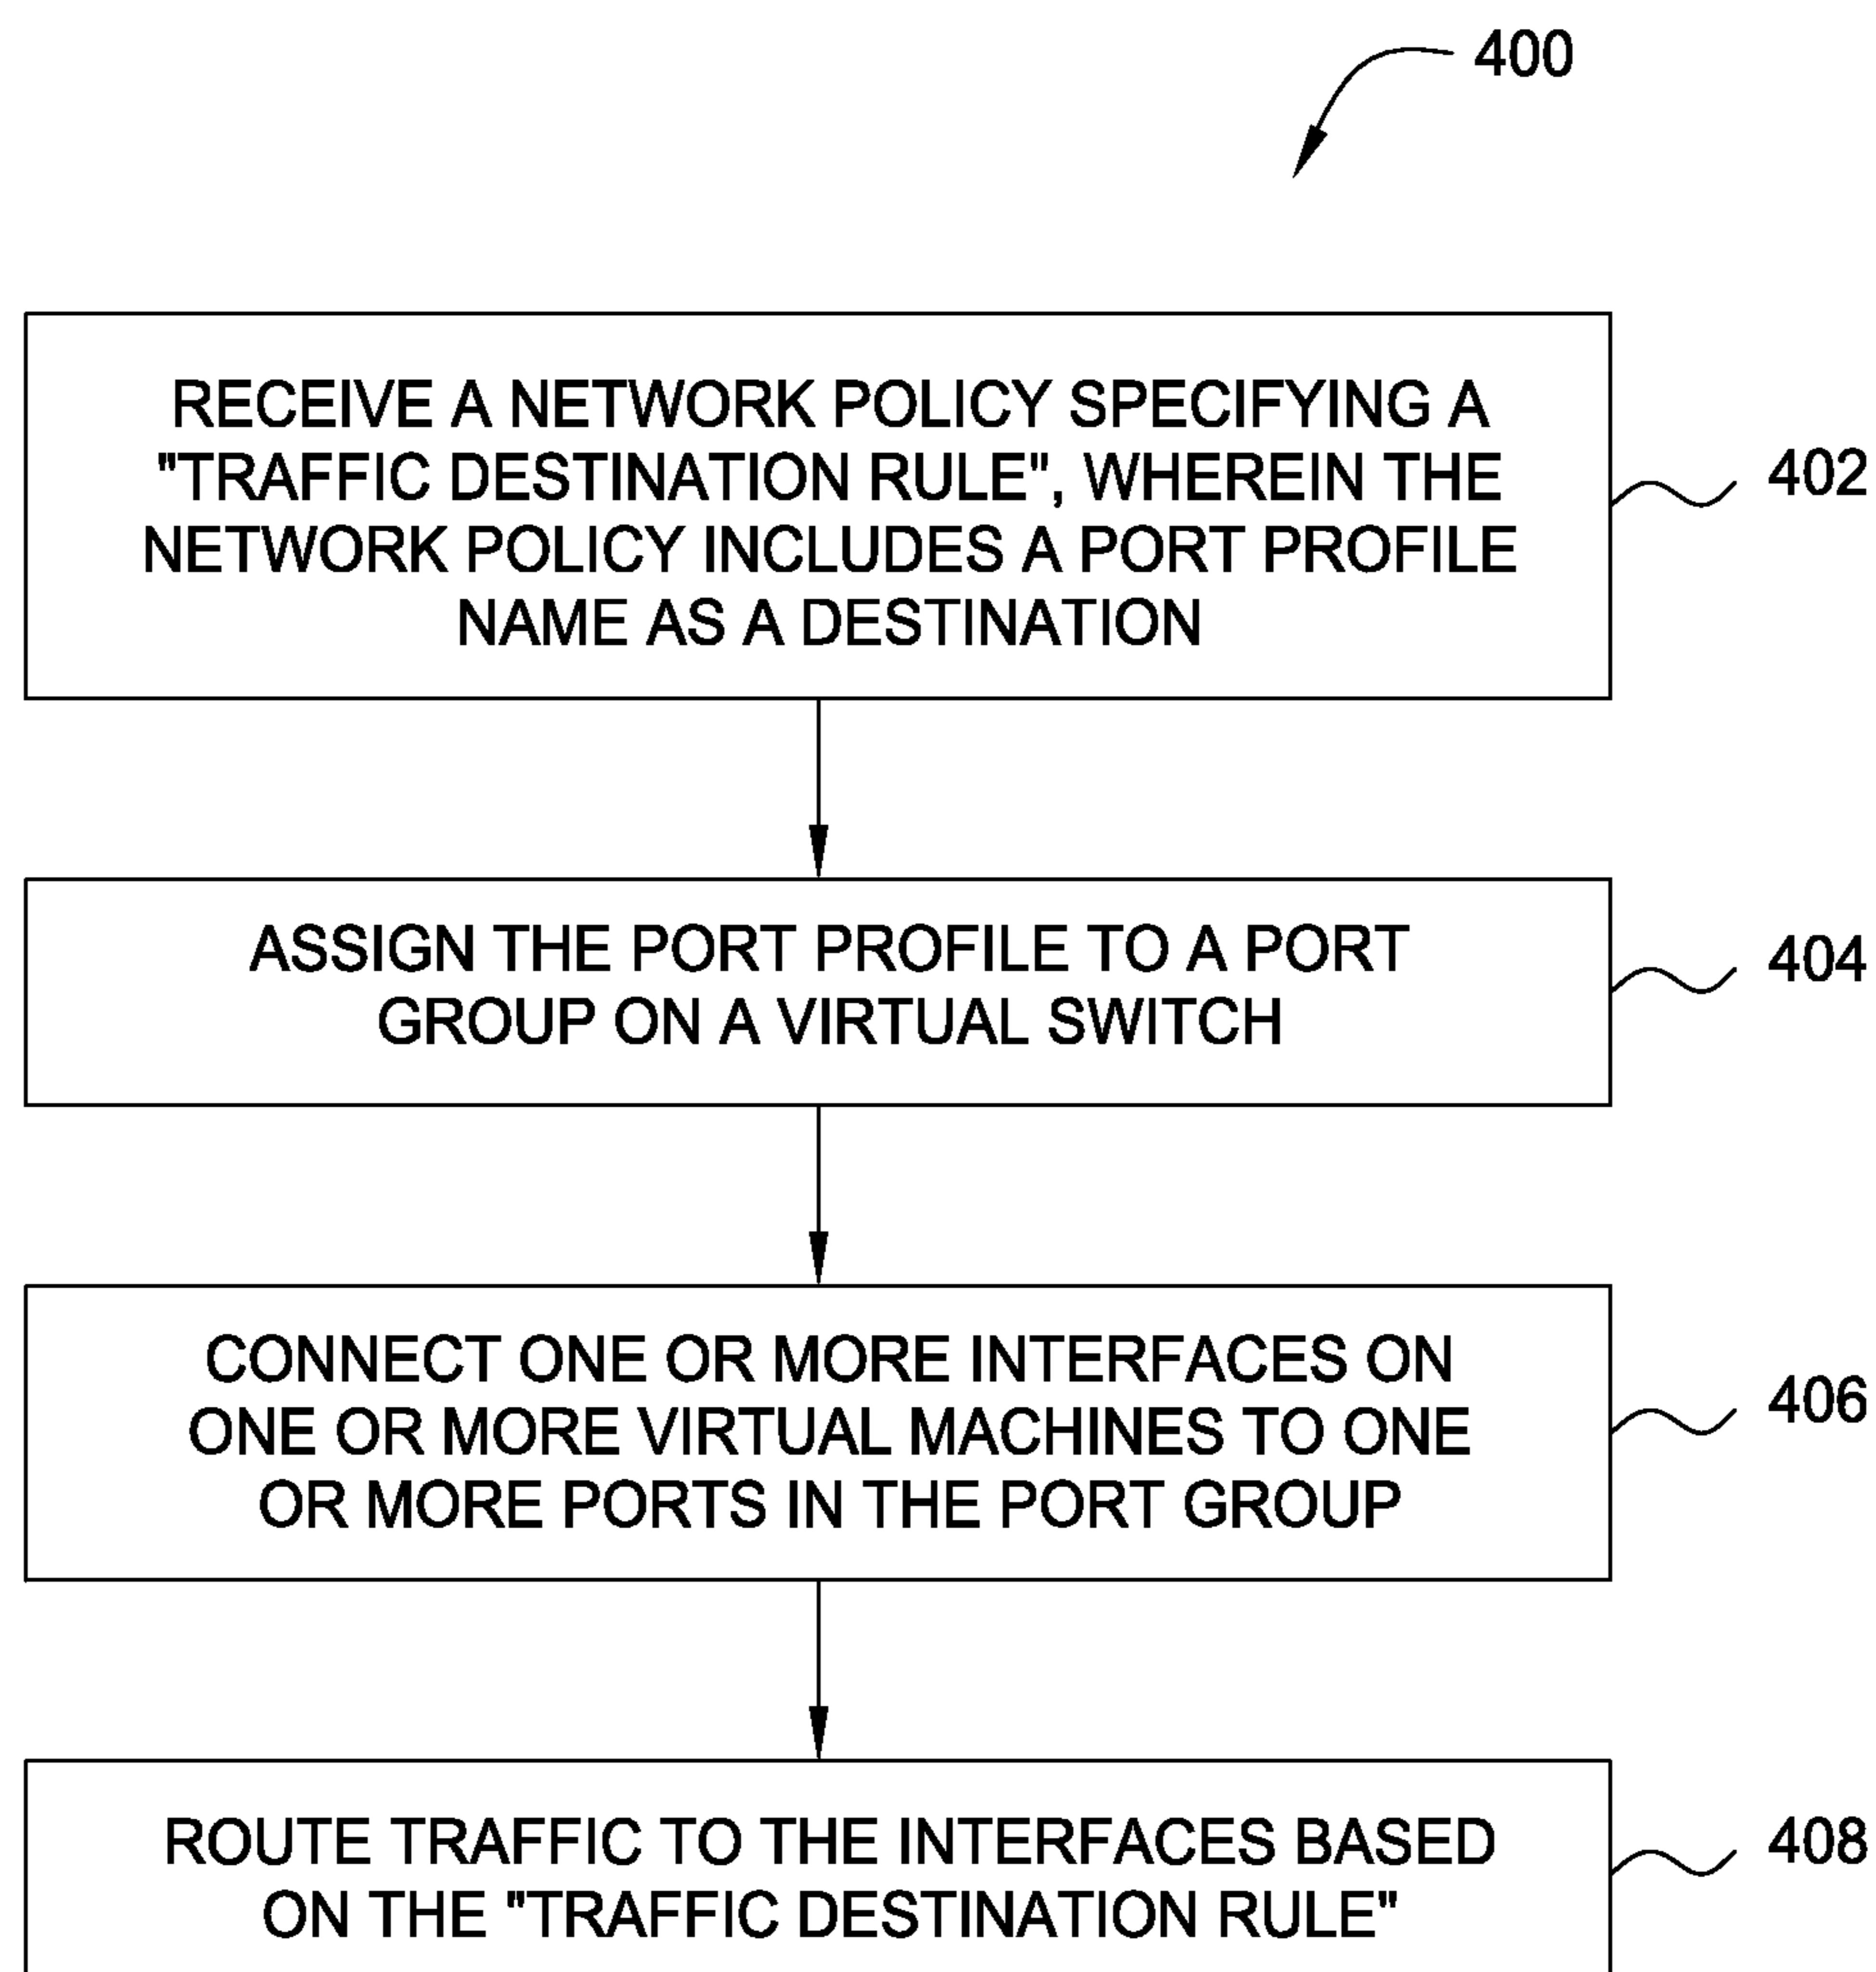 400
RECEIVE A NETWORK POLICY SPECIFYING A
"TRAFFIC DESTINATION RULE", WHEREIN THE
NETWORK POLICY INCLUDES A PORT PROFILE
NAME AS A DESTINATION
402
ASSIGN THE PORT PROFILE TO A PORT
GROUP ON A VIRTUAL SWITCH
404
CONNECT ONE OR MORE INTERFACES ON
ONE OR MORE VIRTUAL MACHINES TO ONE
OR MORE PORTS IN THE PORT GROUP
406
ROUTE TRAFFIC TO THE INTERFACES BASED
ON THE "TRAFFIC DESTINATION RULE"
408